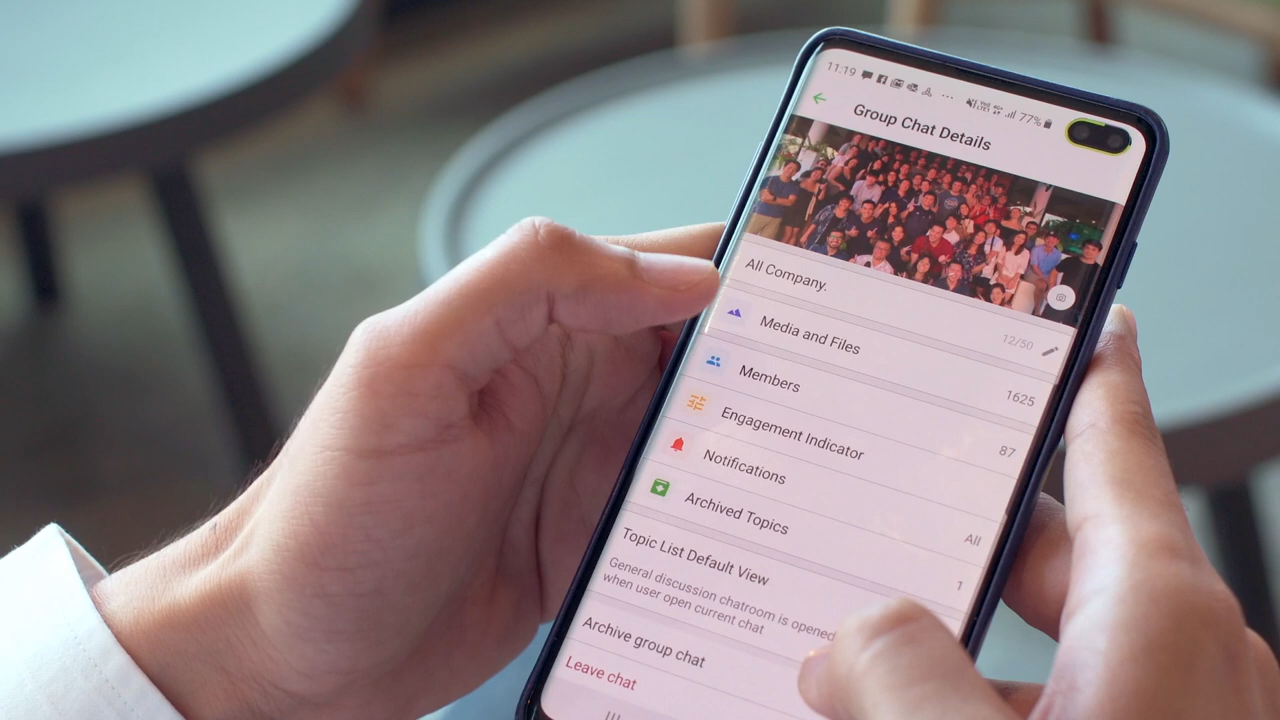 11:19
77%
Group Chat Details
All Company.
12/50
Media and Files
1625
Members
87
Engagement Indicator
Notifications
All
Archived Topics
1
Topic List Default View
General discussion chatroom is opened
when user open current chat
Archive group chat
Leave chat